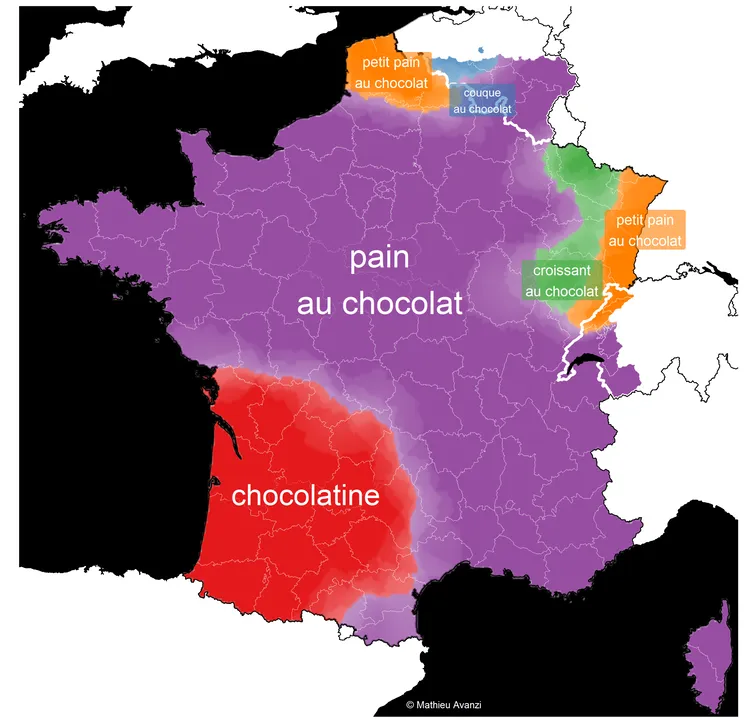 petit pain
au chocolat
couque
au chocolat
petit pain
au chocolat
pain
au chocolat
croissant
au chocolat
chocolatine
© Mathieu Avanzi